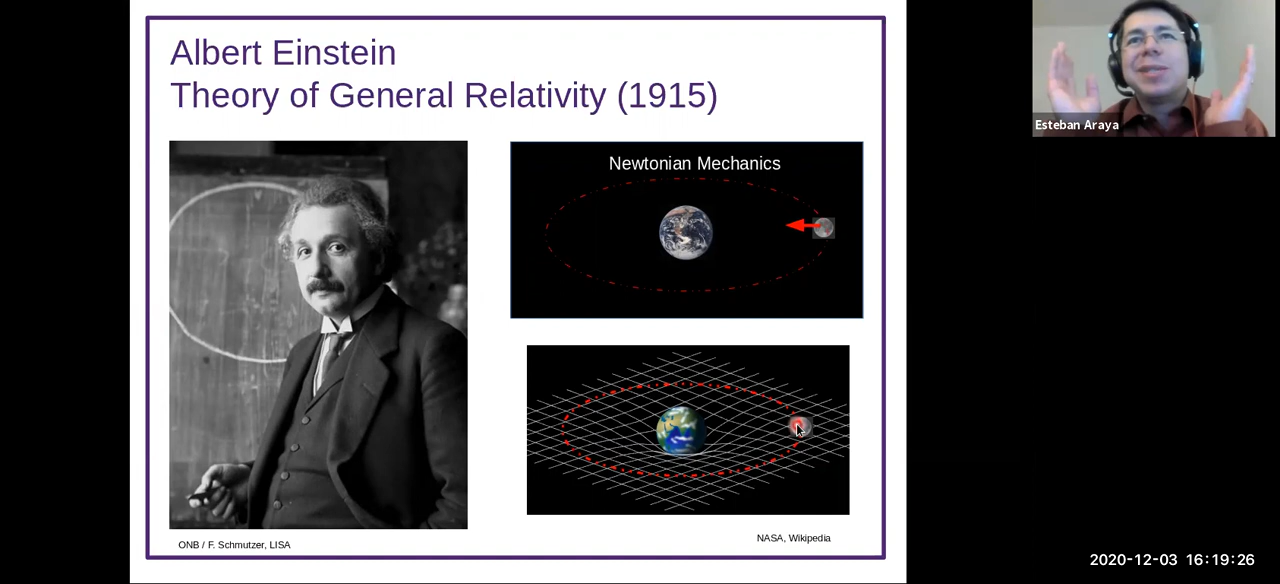 Albert Einstein
Theory of General Relativity (1915)
Newtonian Mechanics
ONB / F. Schmutzer, LISA
NASA, Wikipedia
Esteban Araya
2020-12-03 16:19:26